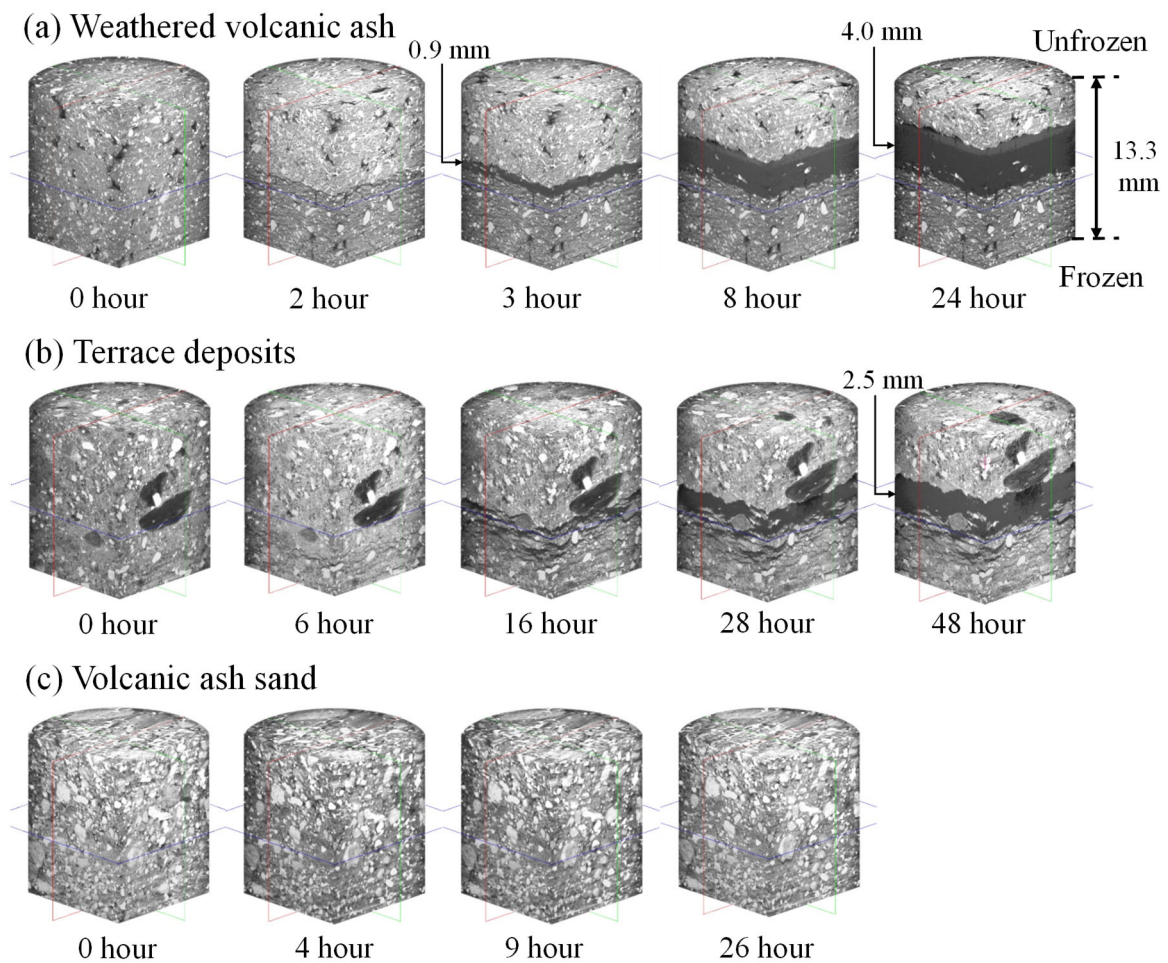 (a) Weathered volcanic ash
0.9 mm
4.0 mm
Unfrozen
13.3
mm
Frozen
0 hour
2 hour
3 hour
8 hour
24 hour
(b) Terrace deposits
2.5 mm
0 hour
6 hour
16 hour
28 hour
48 hour
(c) Volcanic ash sand
0 hour
4 hour
9 hour
26 hour